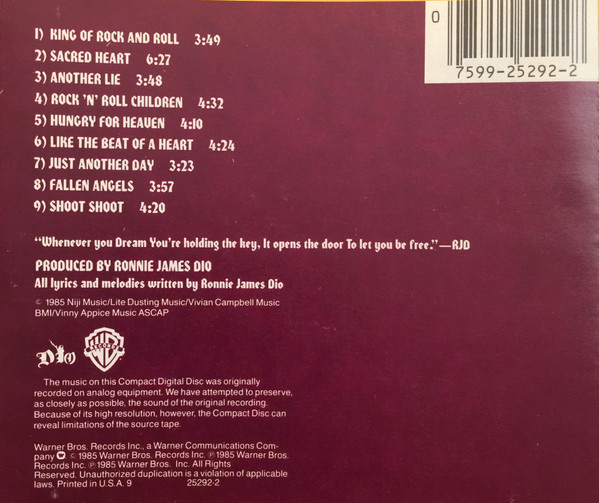 0
7599-25292-2
1) KING OF ROCK AND ROLL 3:49
2) SACRED HEART 6:27
3) ANOTHER LIE 3:48
4) ROCK 'N' ROLL CHILDREN 4:32
5) HUNGRY FOR HEAVEN 4:10
6) LIKE THE BEAT OF A HEART 4:24
7) JUST ANOTHER DAY 3:23
8) FALLEN ANGELS 3:57
9) SHOOT SHOOT 4:20
“Whenever you Dream You're holding the key, It opens the door To let you be free.”—RJD
PRODUCED BY RONNIE JAMES DIO
All lyrics and melodies written by Ronnie James Dio
© 1985 Niji Music/Lite Dusting Music/Vivian Campbell Music
BMI/Vinny Appice Music ASCAP
DIO
WB RECORDS
The music on this Compact Digital Disc was originally
recorded on analog equipment. We have attempted to preserve,
as closely as possible, the sound of the original recording.
Because of its high resolution, however, the Compact Disc can
reveal limitations of the source tape.
Warner Bros. Records Inc., a Warner Communications Com-
pany © 1985 Warner Bros. Records Inc. ℗ 1985 Warner Bros.
Records Inc. ℗ 1985 Warner Bros. Inc. All Rights
Reserved. Unauthorized duplication is a violation of applicable
laws. Printed in U.S.A. 9 25292-2